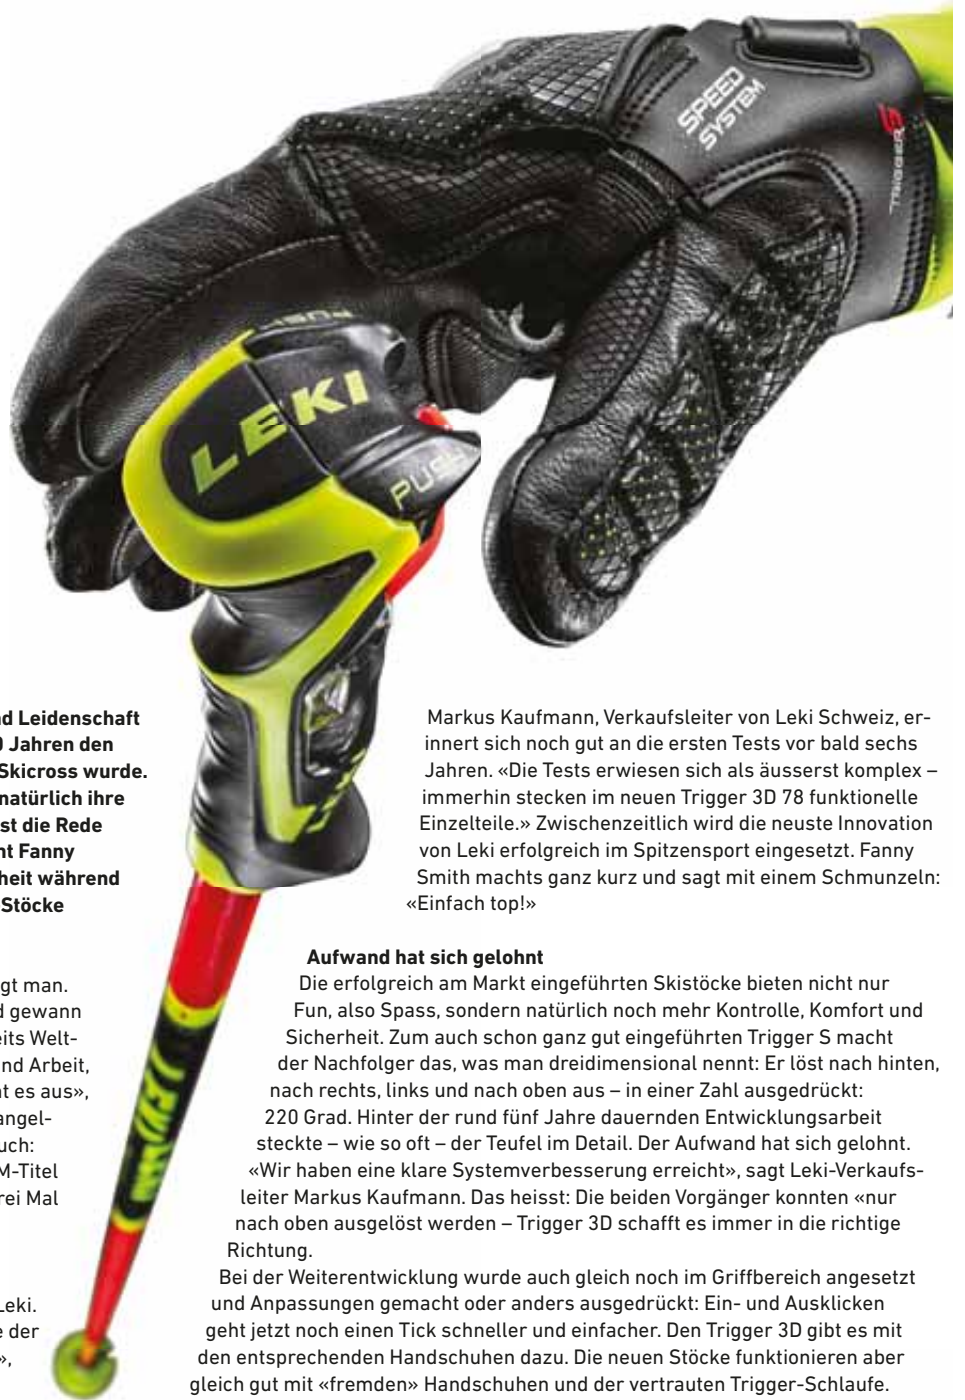 SPEED
SYSTEM
TRIGGER S
PUSH
LEKI
PUSH
LEKI
LEKI
nd Leidenschaft
0 Jahren den
Skicross wurde.
natürlich ihre
st die Rede
nt Fanny
heit während
Stöcke
gt man.
d gewann
eits Welt-
nd Arbeit,
nt es aus»,
angel-
uch:
M-Titel
rei Mal
Leki.
e der
»,
Markus Kaufmann, Verkaufsleiter von Leki Schweiz, er-
innert sich noch gut an die ersten Tests vor bald sechs
Jahren. «Die Tests erwiesen sich als äusserst komplex –
immerhin stecken im neuen Trigger 3D 78 funktionelle
Einzelteile.» Zwischenzeitlich wird die neuste Innovation
von Leki erfolgreich im Spitzensport eingesetzt. Fanny
Smith machts ganz kurz und sagt mit einem Schmunzeln:
«Einfach top!»
Aufwand hat sich gelohnt
Die erfolgreich am Markt eingeführten Skistöcke bieten nicht nur
Fun, also Spass, sondern natürlich noch mehr Kontrolle, Komfort und
Sicherheit. Zum auch schon ganz gut eingeführten Trigger S macht
der Nachfolger das, was man dreidimensional nennt: Er löst nach hinten,
nach rechts, links und nach oben aus – in einer Zahl ausgedrückt:
220 Grad. Hinter der rund fünf Jahre dauernden Entwicklungsarbeit
steckte – wie so oft – der Teufel im Detail. Der Aufwand hat sich gelohnt.
«Wir haben eine klare Systemverbesserung erreicht», sagt Leki-Verkaufs-
leiter Markus Kaufmann. Das heisst: Die beiden Vorgänger konnten «nur
nach oben ausgelöst werden – Trigger 3D schafft es immer in die richtige
Richtung.
Bei der Weiterentwicklung wurde auch gleich noch im Griffbereich angesetzt
und Anpassungen gemacht oder anders ausgedrückt: Ein- und Ausklicken
geht jetzt noch einen Tick schneller und einfacher. Den Trigger 3D gibt es mit
den entsprechenden Handschuhen dazu. Die neuen Stöcke funktionieren aber
gleich gut mit «fremden» Handschuhen und der vertrauten Trigger-Schlaufe.